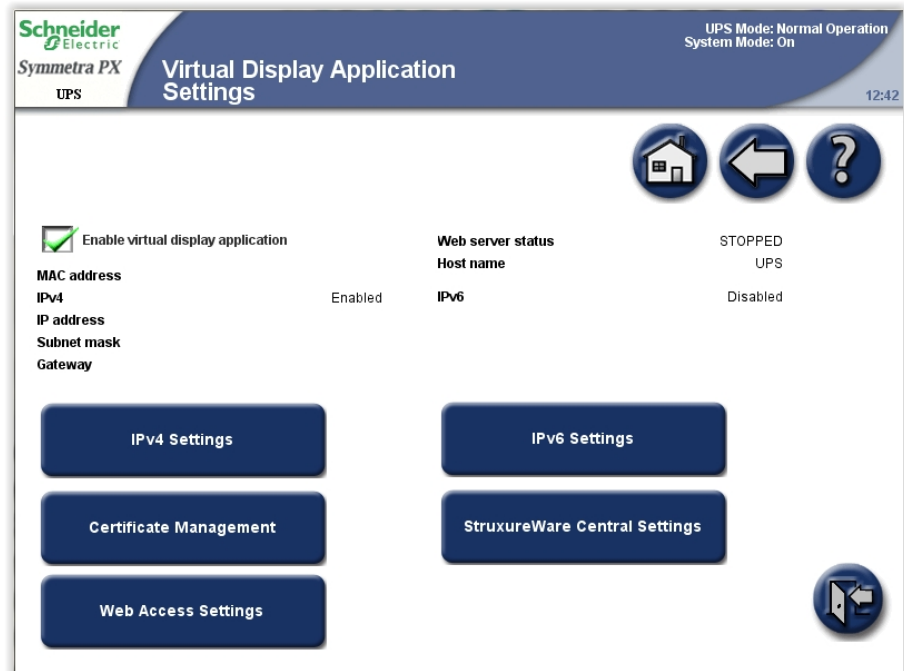 Schneider
Electric
Symmetra PX
UPS
Virtual Display Application
Settings
UPS Mode: Normal Operation
System Mode: On
12:42
?
Enable virtual display application
MAC address
IPv4 Enabled
IP address
Subnet mask
Gateway
Web server status STOPPED
Host name UPS
IPv6 Disabled
IPv4 Settings
IPv6 Settings
Certificate Management
StruxureWare Central Settings
Web Access Settings